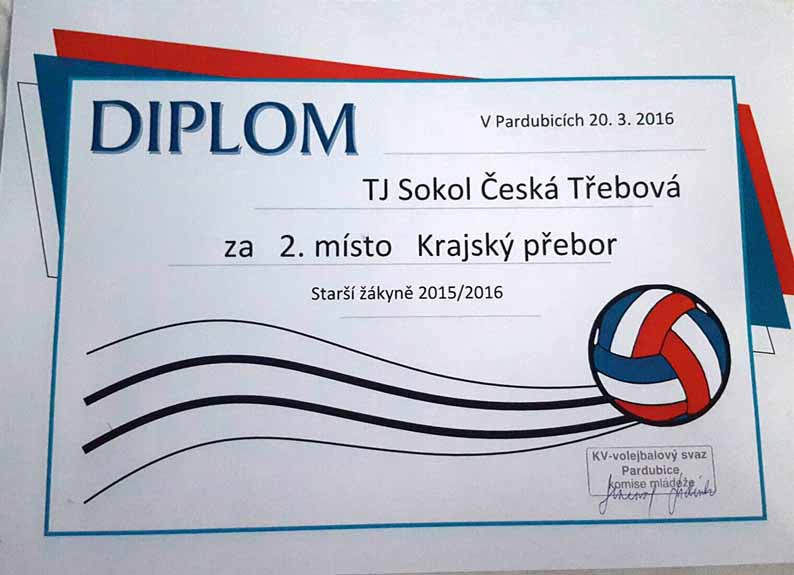 DIPLOM
V Pardubicích 20. 3. 2016
TJ Sokol Česká Třebová
za 2. místo Krajský přebor
Starší žákyně 2015/2016
KV-volejbalový svaz
Pardubice,
komise mládeže